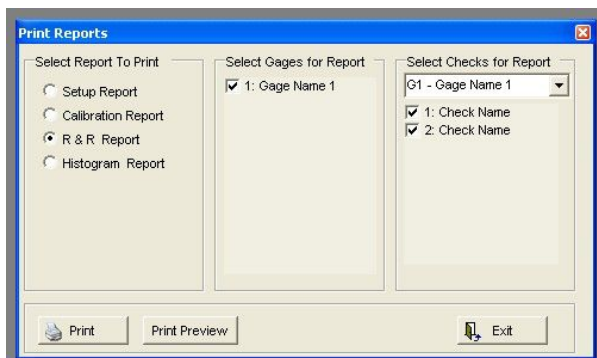 Print Reports
Select Report To Print
Setup Report
Calibration Report
R & R Report
Histogram Report
Select Gages for Report
1: Gage Name 1
Select Checks for Report
G1 - Gage Name 1
1: Check Name
2: Check Name
Print
Print Preview
Exit